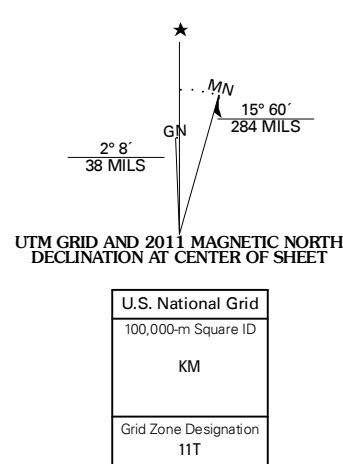 ★
MN
GN
15° 60´
284 MILS
2° 8´
38 MILS
UTM GRID AND 2011 MAGNETIC NORTH
DECLINATION AT CENTER OF SHEET
U.S. National Grid
100,000-m Square ID
KM
Grid Zone Designation
11T